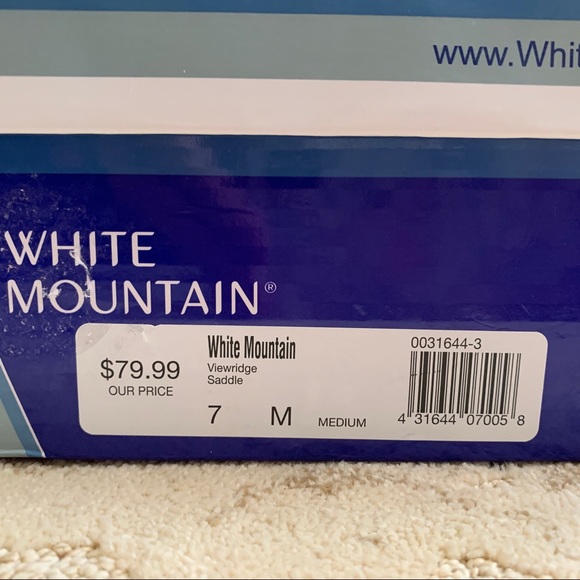 www.Whit
WHITE
MOUNTAIN®
$79.99
OUR PRICE
White Mountain
Viewridge
Saddle
7 M MEDIUM
0031644-3
4 31644 07005 8